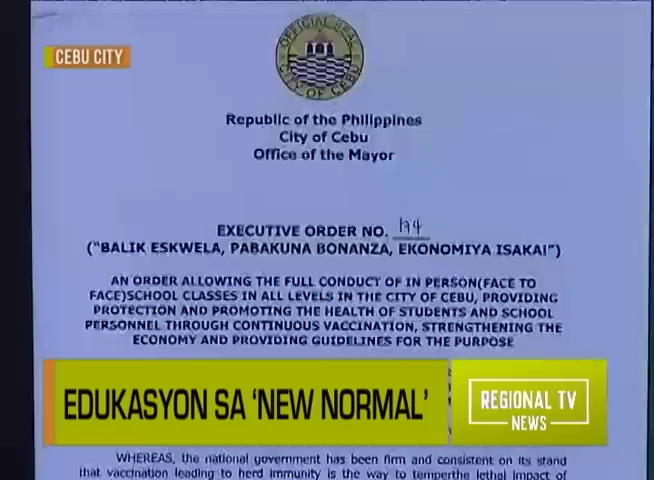 CEBU CITY
OFFICIAL SEAL
CITY OF CEBU
Republic of the Philippines
City of Cebu
Office of the Mayor
EXECUTIVE ORDER NO. 194
("BALIK ESKWELA, PABAKUNA BONANZA, EKONOMIYA ISAKA!")
AN ORDER ALLOWING THE FULL CONDUCT OF IN PERSON(FACE TO
FACE)SCHOOL CLASSES IN ALL LEVELS IN THE CITY OF CEBU, PROVIDING
PROTECTION AND PROMOTING THE HEALTH OF STUDENTS AND SCHOOL
PERSONNEL THROUGH CONTINUOUS VACCINATION, STRENGTHENING THE
ECONOMY AND PROVIDING GUIDELINES FOR THE PURPOSE
EDUKASYON SA 'NEW NORMAL'
REGIONAL TV
NEWS
WHEREAS, the national government has been firm and consistent on its stand
that vaccination leading to herd immunity is the way to temperthe lethal impact of